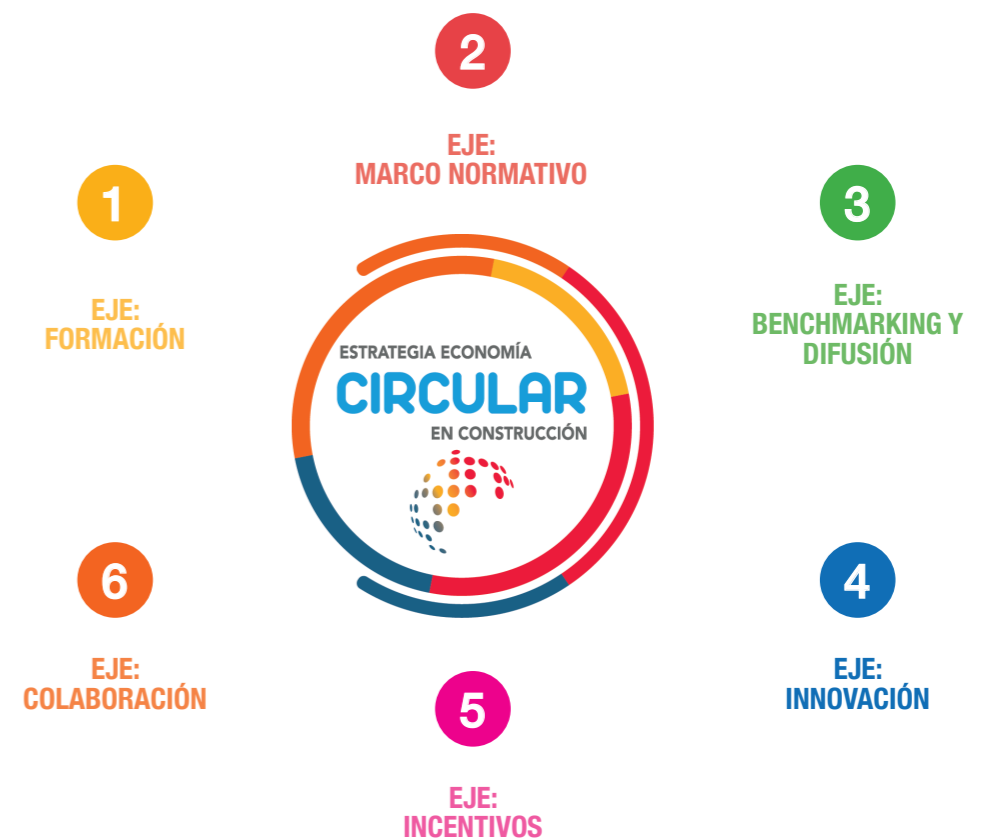 1
EJE:
FORMACIÓN
2
EJE:
MARCO NORMATIVO
3
EJE:
BENCHMARKING Y
DIFUSIÓN
ESTRATEGIA ECONOMÍA
CIRCULAR
EN CONSTRUCCIÓN
4
EJE:
INNOVACIÓN
5
EJE:
INCENTIVOS
6
EJE:
COLABORACIÓN